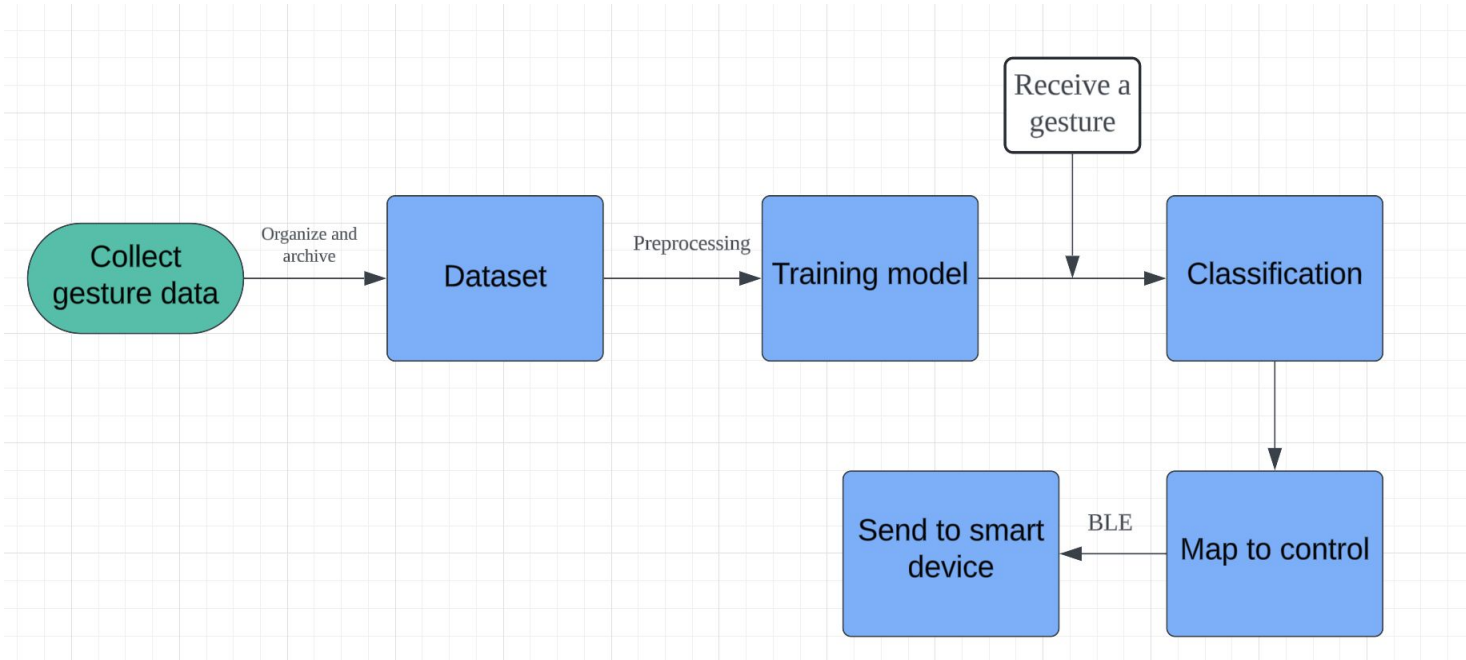 Receive a
gesture
Collect
gesture data
Organize and
archive
Dataset
Preprocessing
Training model
Classification
Send to smart
device
BLE
Map to control